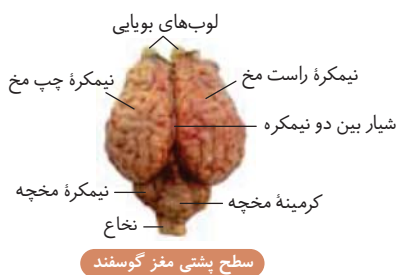 لوب‌های بویایی
نیمکرهٔ راست مخ
نیمکرهٔ چپ مخ
شیار بین دو نیمکره
نیمکرهٔ مخچه
کرمینهٔ مخچه
نخاع
سطح پشتی مغز گوسفند